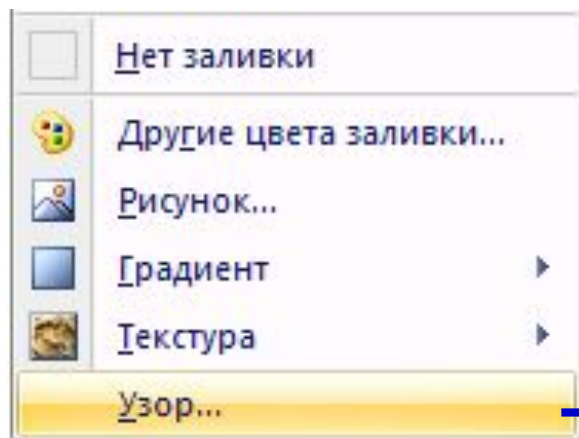 Нет заливки
Другие цвета заливки...
Рисунок...
Градиент
Текстура
Узор...